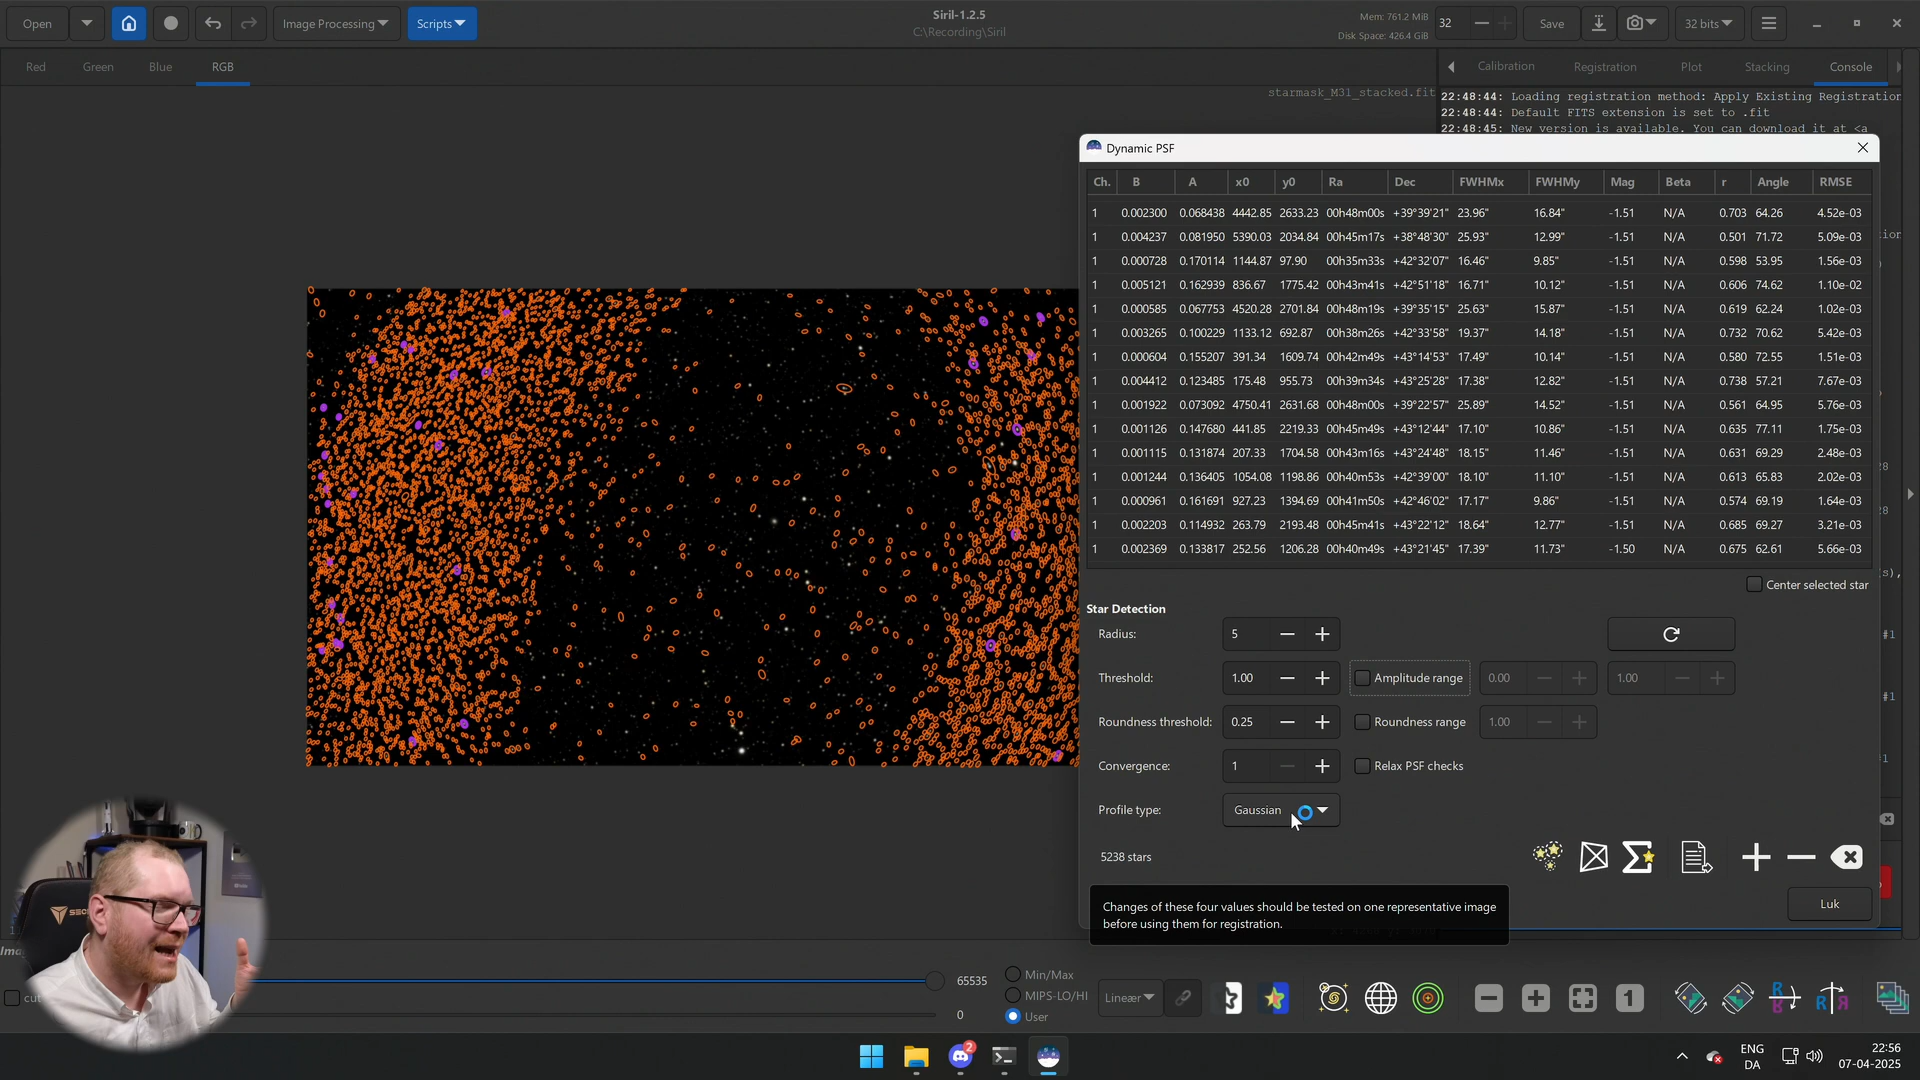 Open
Image Processing
Scripts
Siril-1.2.5
C:\Recording\Siril
Mem: 761.2 MiB
Disk Space: 426.4 GiB
32
Save
32 bits
Red
Green
Blue
RGB
Calibration
Registration
Plot
Stacking
Console
starmask_M31_stacked.fit
22:48:44: Loading registration method: Apply Existing Registration
22:48:44: Default FITS extension is set to .fit
22:48:45: New version is available. You can download it at <a
Dynamic PSF
Ch. B A x0 y0 Ra Dec FWHMx FWHMy Mag Beta r Angle RMSE
1 0.002300 0.068438 4442.85 2633.23 00h48m00s +39°39'21" 23.96" 16.84" -1.51 N/A 0.703 64.26 4.52e-03
1 0.004237 0.081950 5390.03 2034.84 00h45m17s +38°48'30" 25.93" 12.99" -1.51 N/A 0.501 71.72 5.09e-03
1 0.000728 0.170114 1144.87 97.90 00h35m33s +42°32'07" 16.46" 9.85" -1.51 N/A 0.598 53.95 1.56e-03
1 0.005121 0.162939 836.67 1775.42 00h43m41s +42°51'18" 16.71" 10.12" -1.51 N/A 0.606 74.62 1.10e-02
1 0.000585 0.067753 4520.28 2701.84 00h48m19s +39°35'15" 25.63" 15.87" -1.51 N/A 0.619 62.24 1.02e-03
1 0.003265 0.100229 1133.12 692.87 00h38m26s +42°33'58" 19.37" 14.18" -1.51 N/A 0.732 70.62 5.42e-03
1 0.000604 0.155207 391.34 1609.74 00h42m49s +43°14'53" 17.49" 10.14" -1.51 N/A 0.580 72.55 1.51e-03
1 0.004412 0.123485 175.48 955.73 00h39m34s +43°25'28" 17.38" 12.82" -1.51 N/A 0.738 57.21 7.67e-03
1 0.001922 0.073092 4750.41 2631.68 00h48m00s +39°22'57" 25.89" 14.52" -1.51 N/A 0.561 64.95 5.76e-03
1 0.001126 0.147680 441.85 2219.33 00h45m49s +43°12'44" 17.10" 10.86" -1.51 N/A 0.635 77.11 1.75e-03
1 0.001115 0.131874 207.33 1704.58 00h43m16s +43°24'48" 18.15" 11.46" -1.51 N/A 0.631 69.29 2.48e-03
1 0.001244 0.136405 1054.08 1198.86 00h40m53s +42°39'00" 18.10" 11.10" -1.51 N/A 0.613 65.83 2.02e-03
1 0.000961 0.161691 927.23 1394.69 00h41m50s +42°46'02" 17.17" 9.86" -1.51 N/A 0.574 69.19 1.64e-03
1 0.002203 0.114932 263.79 2193.48 00h45m41s +43°22'12" 18.64" 12.77" -1.51 N/A 0.685 69.27 3.21e-03
1 0.002369 0.133817 252.56 1206.28 00h40m49s +43°21'45" 17.39" 11.73" -1.50 N/A 0.675 62.61 5.66e-03
Center selected star
Star Detection
Radius: 5
Threshold: 1.00 Amplitude range 0.00 1.00
Roundness threshold: 0.25 Roundness range 1.00
Convergence: 1 Relax PSF checks
Profile type: Gaussian
5238 stars
Changes of these four values should be tested on one representative image
before using them for registration.
Luk
65535
0
Min/Max
MIPS-LO/HI
User
Linear
1
2
ENG
DA
22:56
07-04-2025